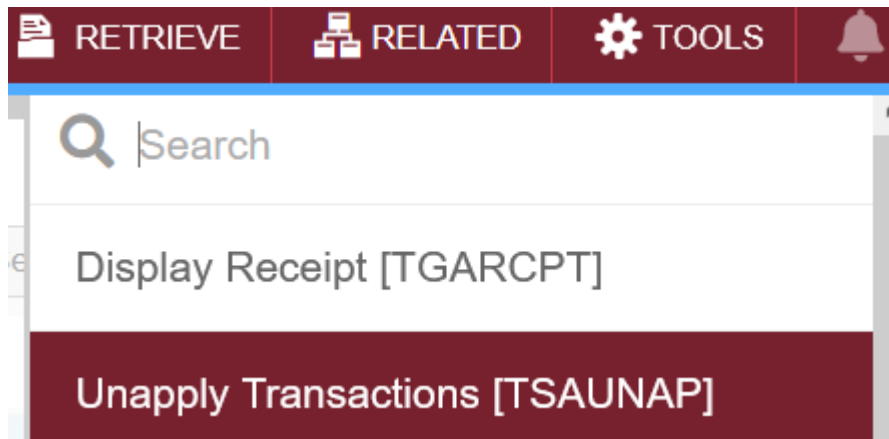 RETRIEVE RELATED TOOLS
Search
Display Receipt [TGARCPT]
Unapply Transactions [TSAUNAP]